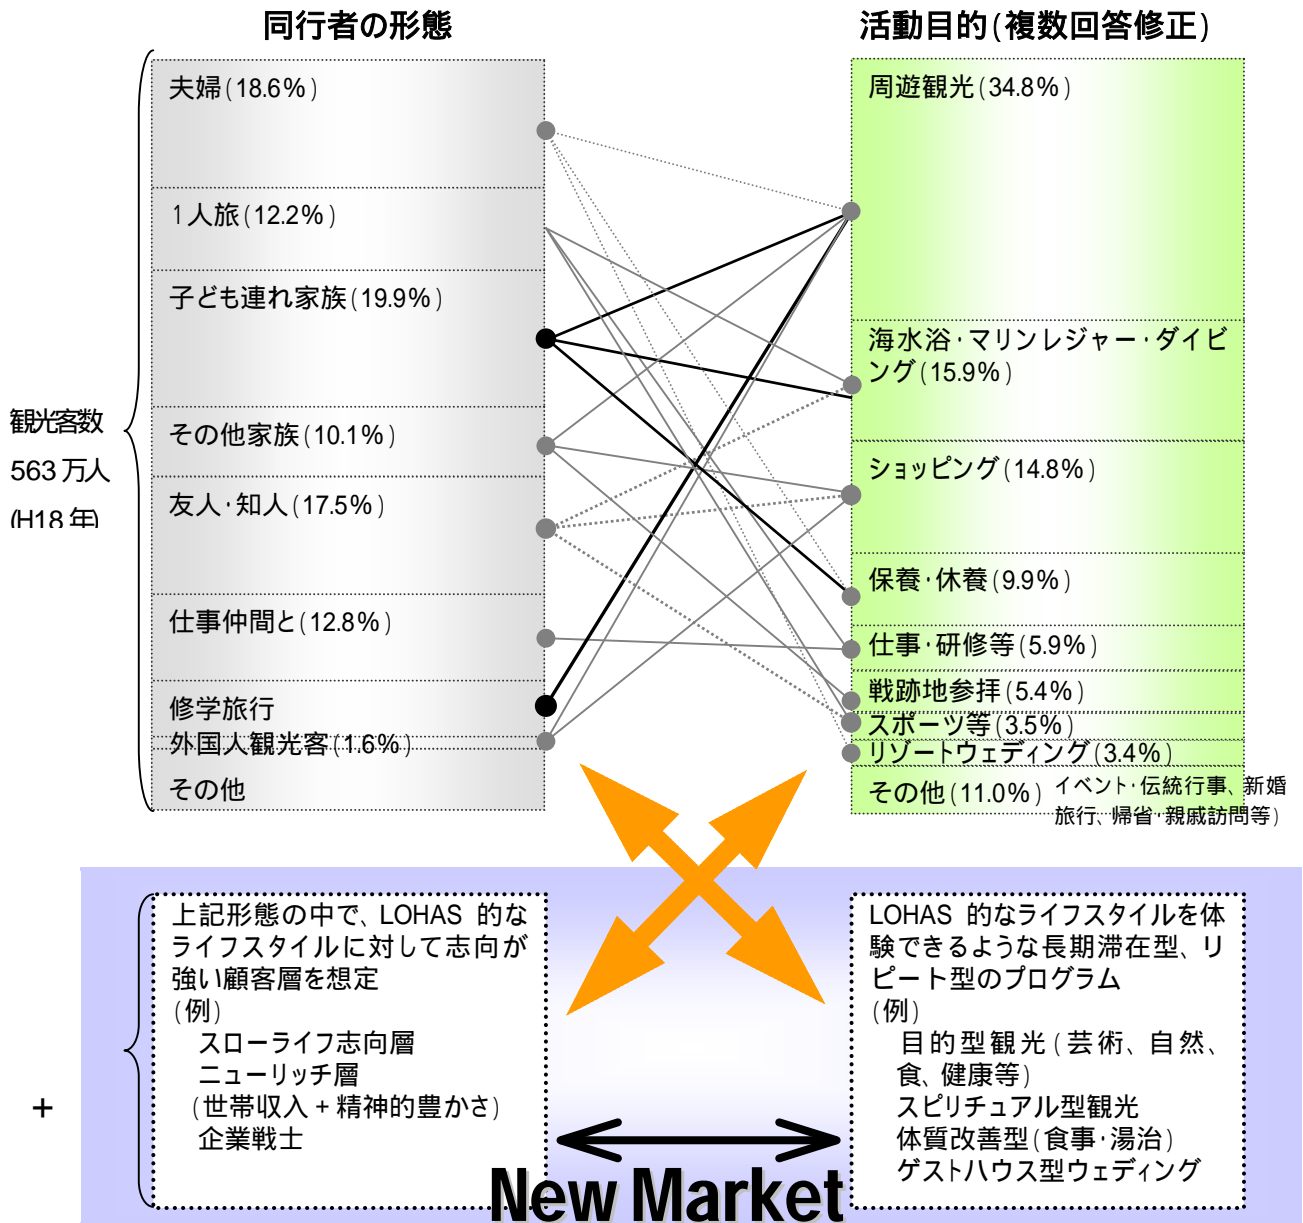 同行者の形態
活動目的(複数回答修正)
観光客数
563 万人
(H18 年)
夫婦(18.6%)
1人旅(12.2%)
子ども連れ家族(19.9%)
その他家族(10.1%)
友人・知人(17.5%)
仕事仲間と(12.8%)
修学旅行
外国人観光客(1.6%)
その他
周遊観光(34.8%)
海水浴・マリンレジャー・ダイビ
ング(15.9%)
ショッピング(14.8%)
保養・休養(9.9%)
仕事・研修等(5.9%)
戦跡地参拝(5.4%)
スポーツ等(3.5%)
リゾートウェディング(3.4%)
その他(11.0%)
イベント・伝統行事、新婚
旅行、帰省・親戚訪問等)
+
上記形態の中で、LOHAS 的な
ライフスタイルに対して志向が
強い顧客層を想定
(例)
スローライフ志向層
ニューリッチ層
(世帯収入+精神的豊かさ)
企業戦士
LOHAS 的なライフスタイルを体
験できるような長期滞在型、リ
ピート型のプログラム
(例)
目的型観光(芸術、自然、
食、健康等)
スピリチュアル型観光
体質改善型(食事・湯治)
ゲストハウス型ウェディング
New Market